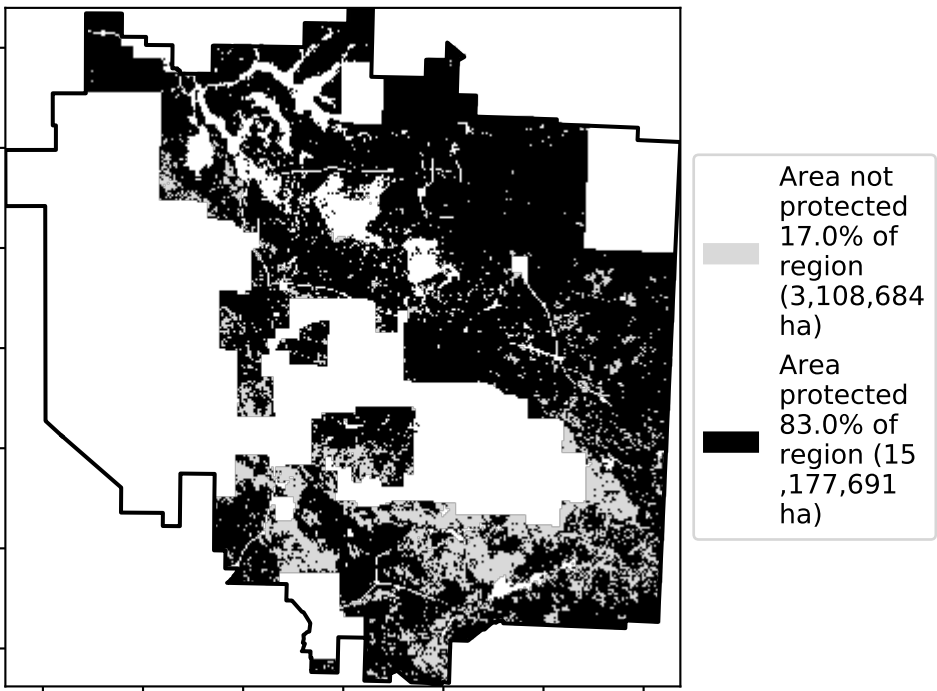 Area not
protected
17.0% of
region
(3,108,684
ha)
Area
protected
83.0% of
region (15
,177,691
ha)